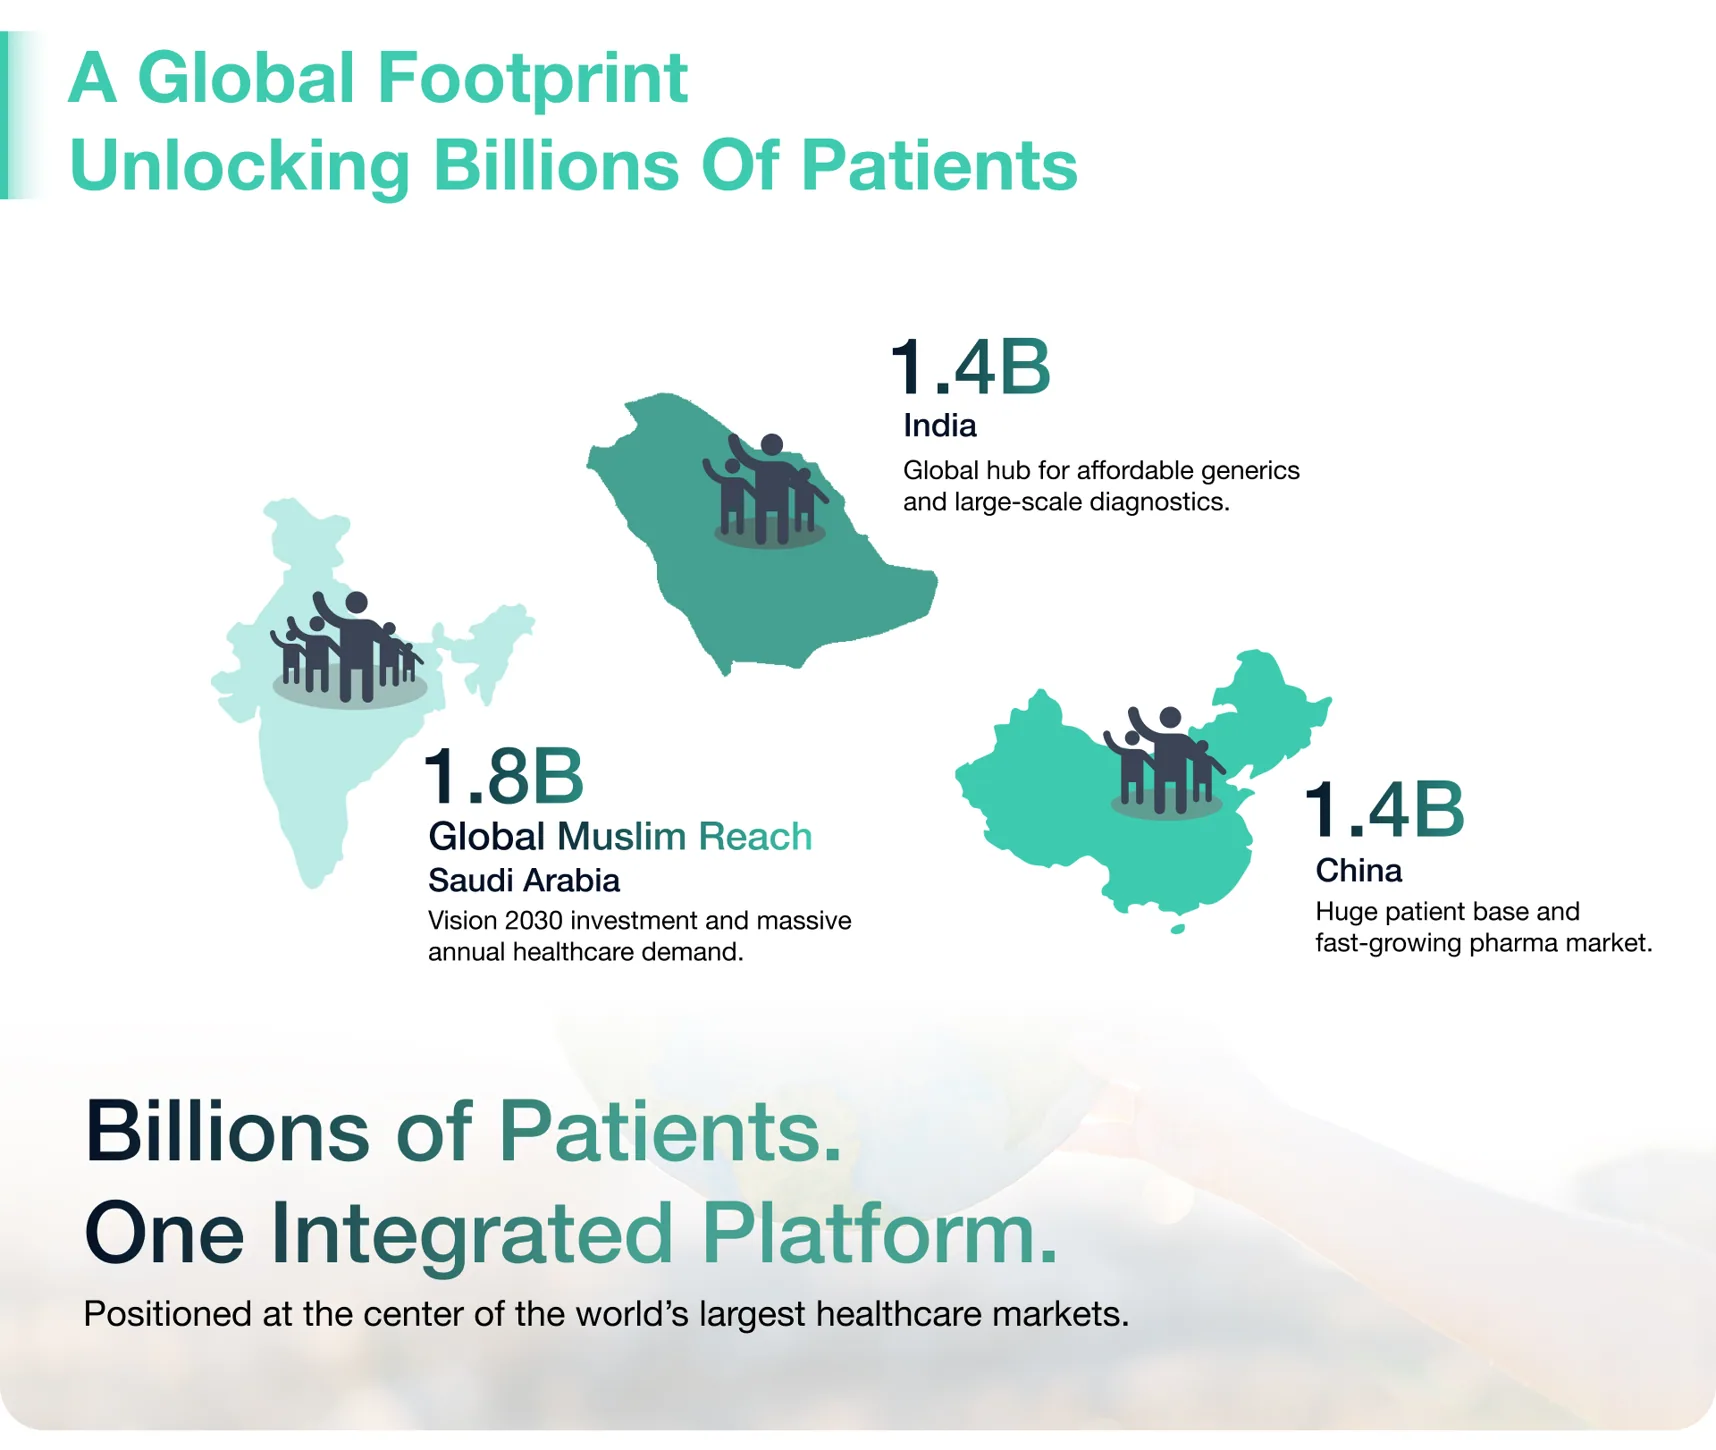 A Global Footprint
Unlocking Billions Of Patients
1.4B
India
Global hub for affordable generics
and large-scale diagnostics.
1.8B
Global Muslim Reach
Saudi Arabia
Vision 2030 investment and massive
annual healthcare demand.
1.4B
China
Huge patient base and
fast-growing pharma market.
Billions of Patients.
One Integrated Platform.
Positioned at the center of the world’s largest healthcare markets.